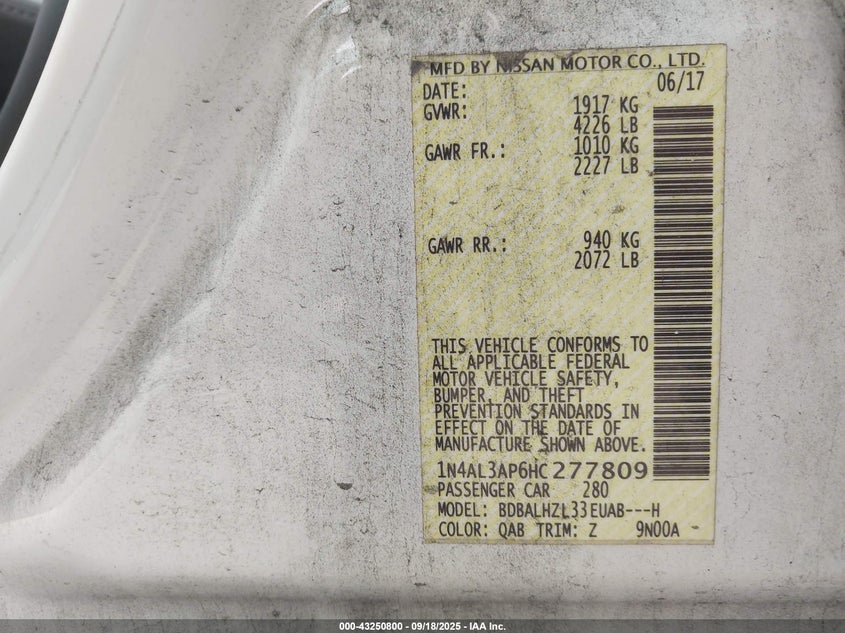 MFD BY NISSAN MOTOR CO., LTD.
DATE: 06/17
GVWR: 1917 KG
4226 LB
GAWR FR.: 1010 KG
2227 LB
GAWR RR.: 940 KG
2072 LB
THIS VEHICLE CONFORMS TO
ALL APPLICABLE FEDERAL
MOTOR VEHICLE SAFETY,
BUMPER, AND THEFT
PREVENTION STANDARDS IN
EFFECT ON THE DATE OF
MANUFACTURE SHOWN ABOVE.
1N4AL3AP6HC277809
PASSENGER CAR 280
MODEL: BDBALHZL33EUAB---H
COLOR: QAB TRIM: Z 9N00A
000-43250800 - 09/18/2025 - IAA Inc.